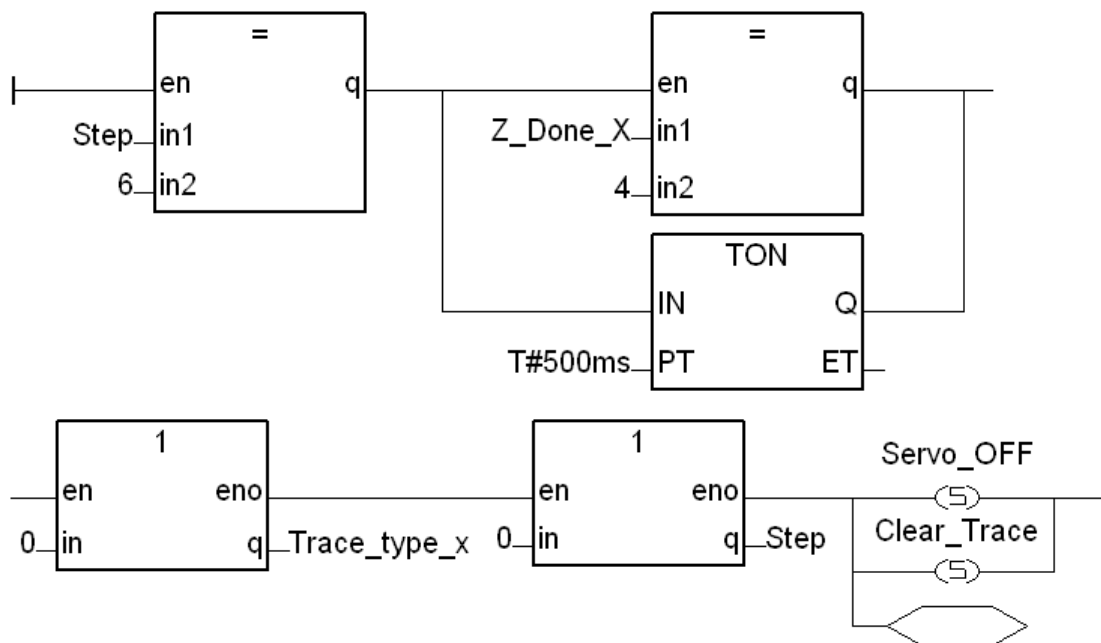 = =
en q en q
Step in1 Z_Done_X in1
6 in2 4 in2
TON
IN Q
T#500ms PT ET
1 1
Servo_OFF
en eno en eno
S
0 in q Trace_type_x 0 in q Step
Clear_Trace
S